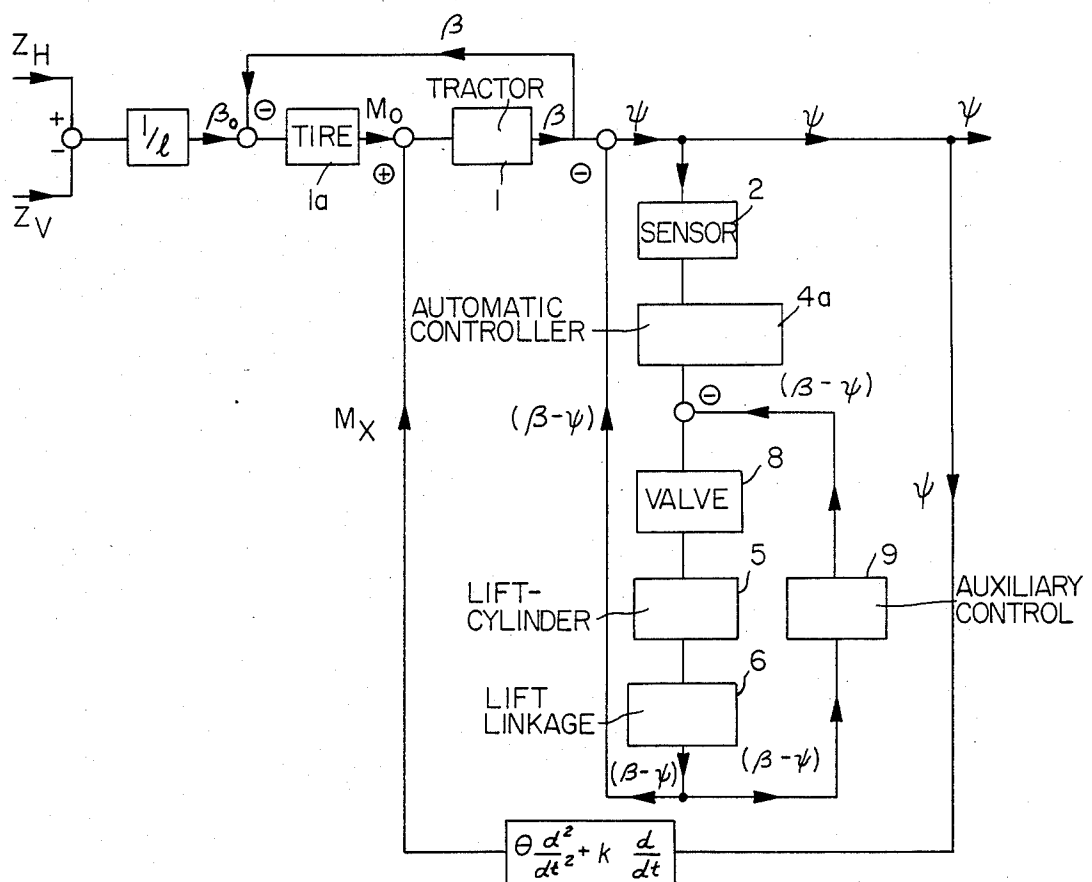 β
Z_H
TRACTOR
+
-
1/ℓ
β₀
⊖
TIRE
1a
M₀
⊕
1
β
⊖
ψ
ψ
ψ
Z_V
2
SENSOR
AUTOMATIC
CONTROLLER
4a
⊖
(β-ψ)
M_X
(β-ψ)
8
VALVE
ψ
5
LIFT-
CYLINDER
9
AUXILIARY
CONTROL
6
LIFT
LINKAGE
(β-ψ)
(β-ψ)
Θ d²/dt² + k d/dt